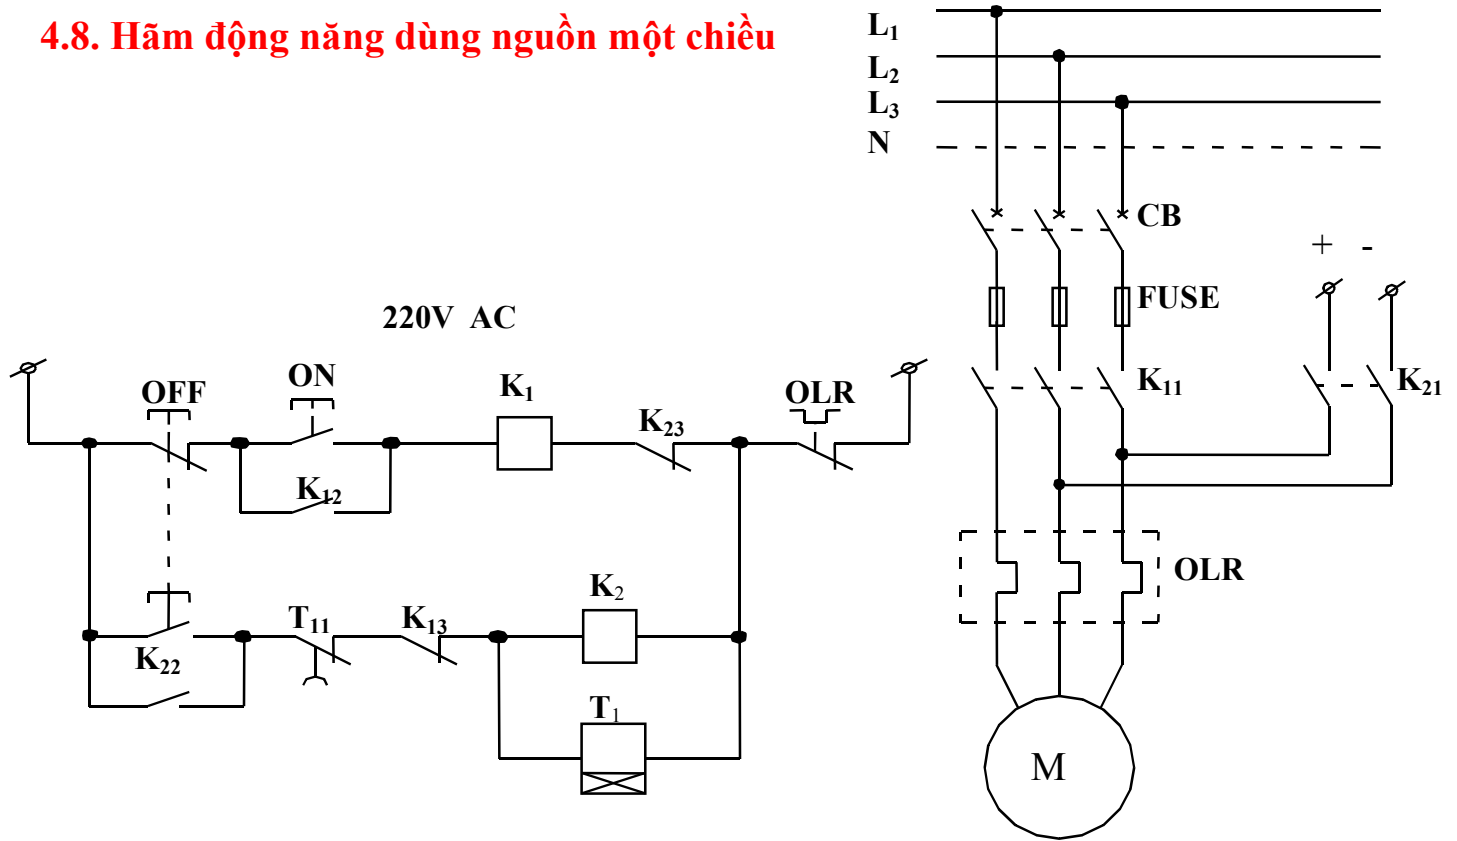 4.8. Hãm động năng dùng nguồn một chiều
L1
L2
L3
N
CB
+ -
FUSE
220V AC
K11
K21
OFF
ON
K1
OLR
K23
K12
OLR
K2
T11
K13
K22
T1
M